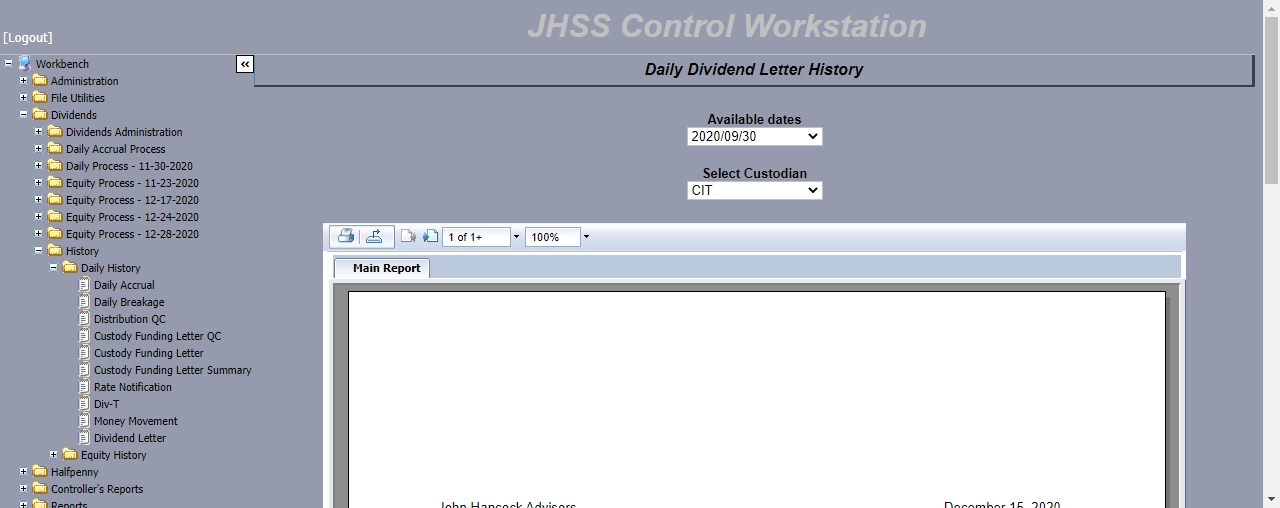 JHSS Control Workstation
[Logout]
Workbench
Administration
File Utilities
Dividends
Dividends Administration
Daily Accrual Process
Daily Process - 11-30-2020
Equity Process - 11-23-2020
Equity Process - 12-17-2020
Equity Process - 12-24-2020
Equity Process - 12-28-2020
History
Daily History
Daily Accrual
Daily Breakage
Distribution QC
Custody Funding Letter QC
Custody Funding Letter
Custody Funding Letter Summary
Rate Notification
Div-T
Money Movement
Dividend Letter
Equity History
Halfpenny
Controller's Reports
Reports
«
Daily Dividend Letter History
Available dates
2020/09/30
Select Custodian
CIT
1 of 1+ 100%
Main Report
John Hancock Advisors December 15, 2020